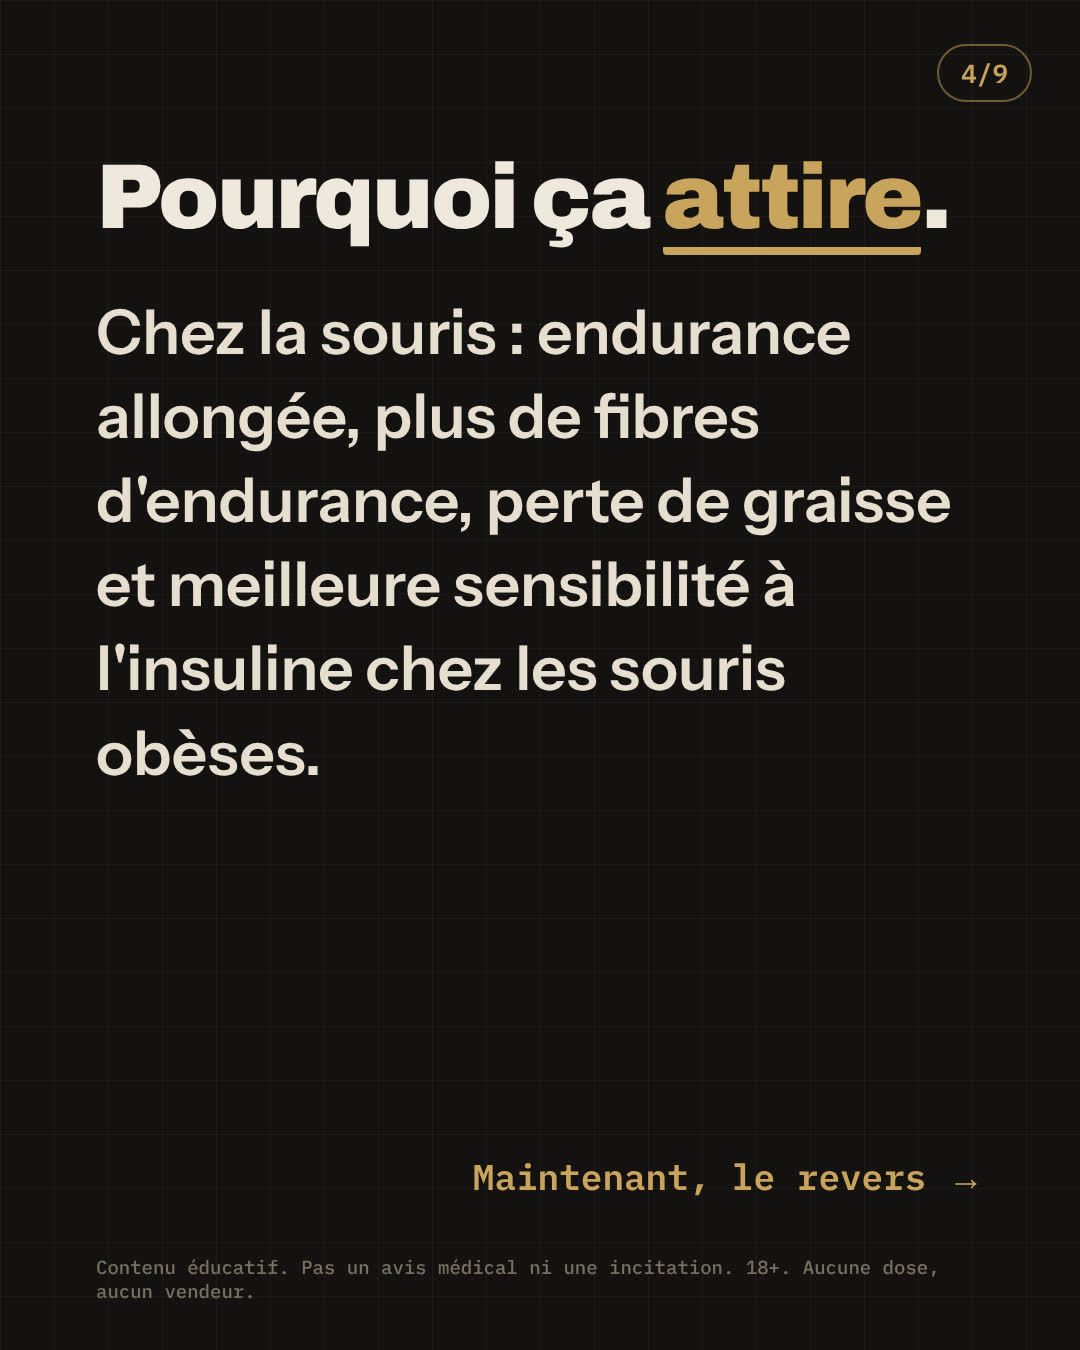 4/9
Pourquoi ça attire.
Chez la souris : endurance
allongée, plus de fibres
d'endurance, perte de graisse
et meilleure sensibilité à
l'insuline chez les souris
obèses.
Maintenant, le revers →
Contenu éducatif. Pas un avis médical ni une incitation. 18+. Aucune dose,
aucun vendeur.